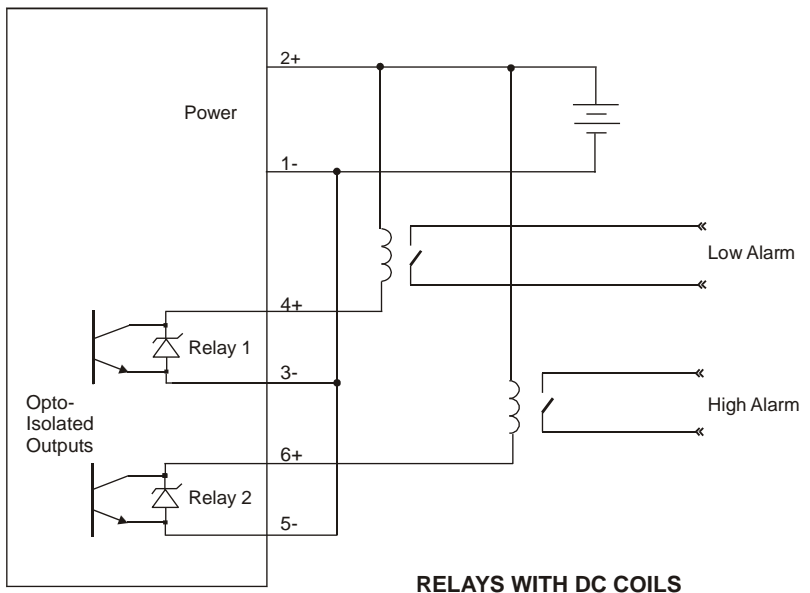 2+
Power
1-
Low Alarm
4+
Relay 1
3-
Opto-
Isolated
Outputs
High Alarm
6+
Relay 2
5-
RELAYS WITH DC COILS